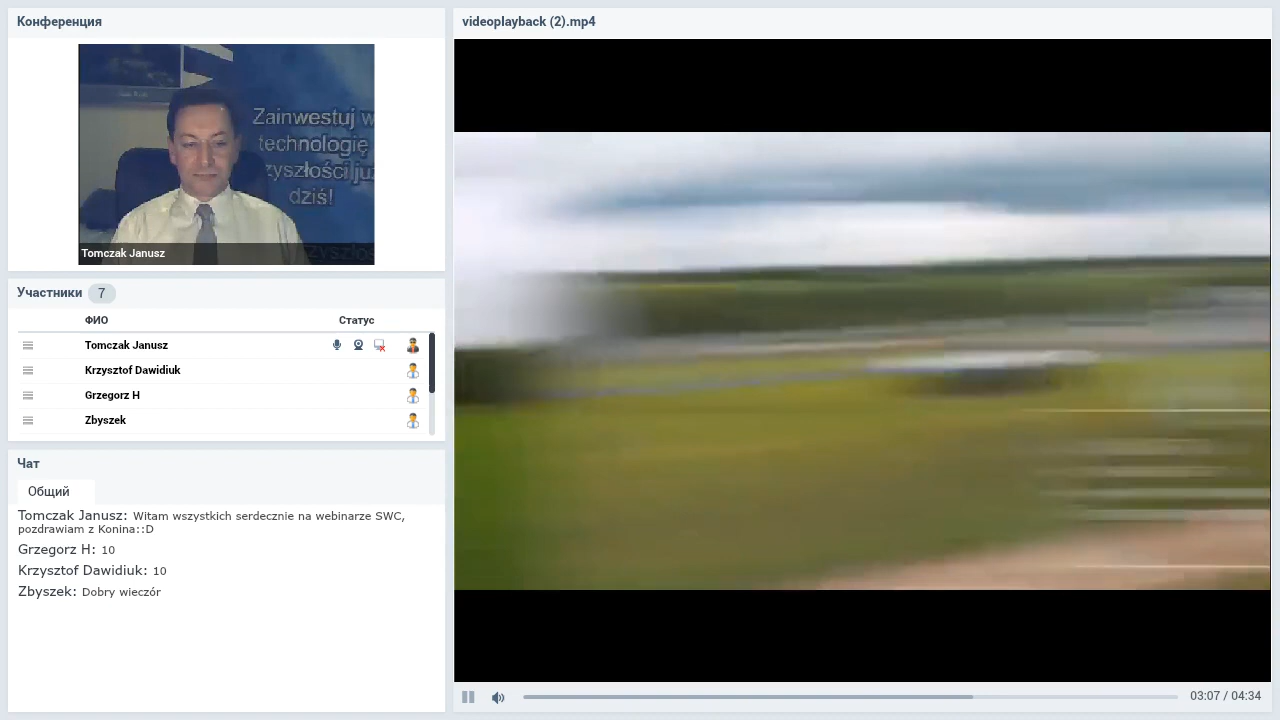 Конференция
Zainwestuj w
technologię
zyszłości już
dziś!
Tomczak Janusz
Участники 7
ФИО Статус
Tomczak Janusz
Krzysztof Dawidiuk
Grzegorz H
Zbyszek
Чат
Общий
Tomczak Janusz: Witam wszystkich serdecznie na webinarze SWC,
pozdrawiam z Konina::D
Grzegorz H: 10
Krzysztof Dawidiuk: 10
Zbyszek: Dobry wieczór
videoplayback (2).mp4
03:07 / 04:34